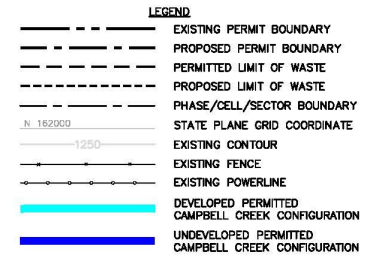 LEGEND
EXISTING PERMIT BOUNDARY
PROPOSED PERMIT BOUNDARY
PERMITTED LIMIT OF WASTE
PROPOSED LIMIT OF WASTE
PHASE/CELL/SECTOR BOUNDARY
N 162000 STATE PLANE GRID COORDINATE
1250 EXISTING CONTOUR
EXISTING FENCE
EXISTING POWERLINE
DEVELOPED PERMITTED
CAMPBELL CREEK CONFIGURATION
UNDEVELOPED PERMITTED
CAMPBELL CREEK CONFIGURATION